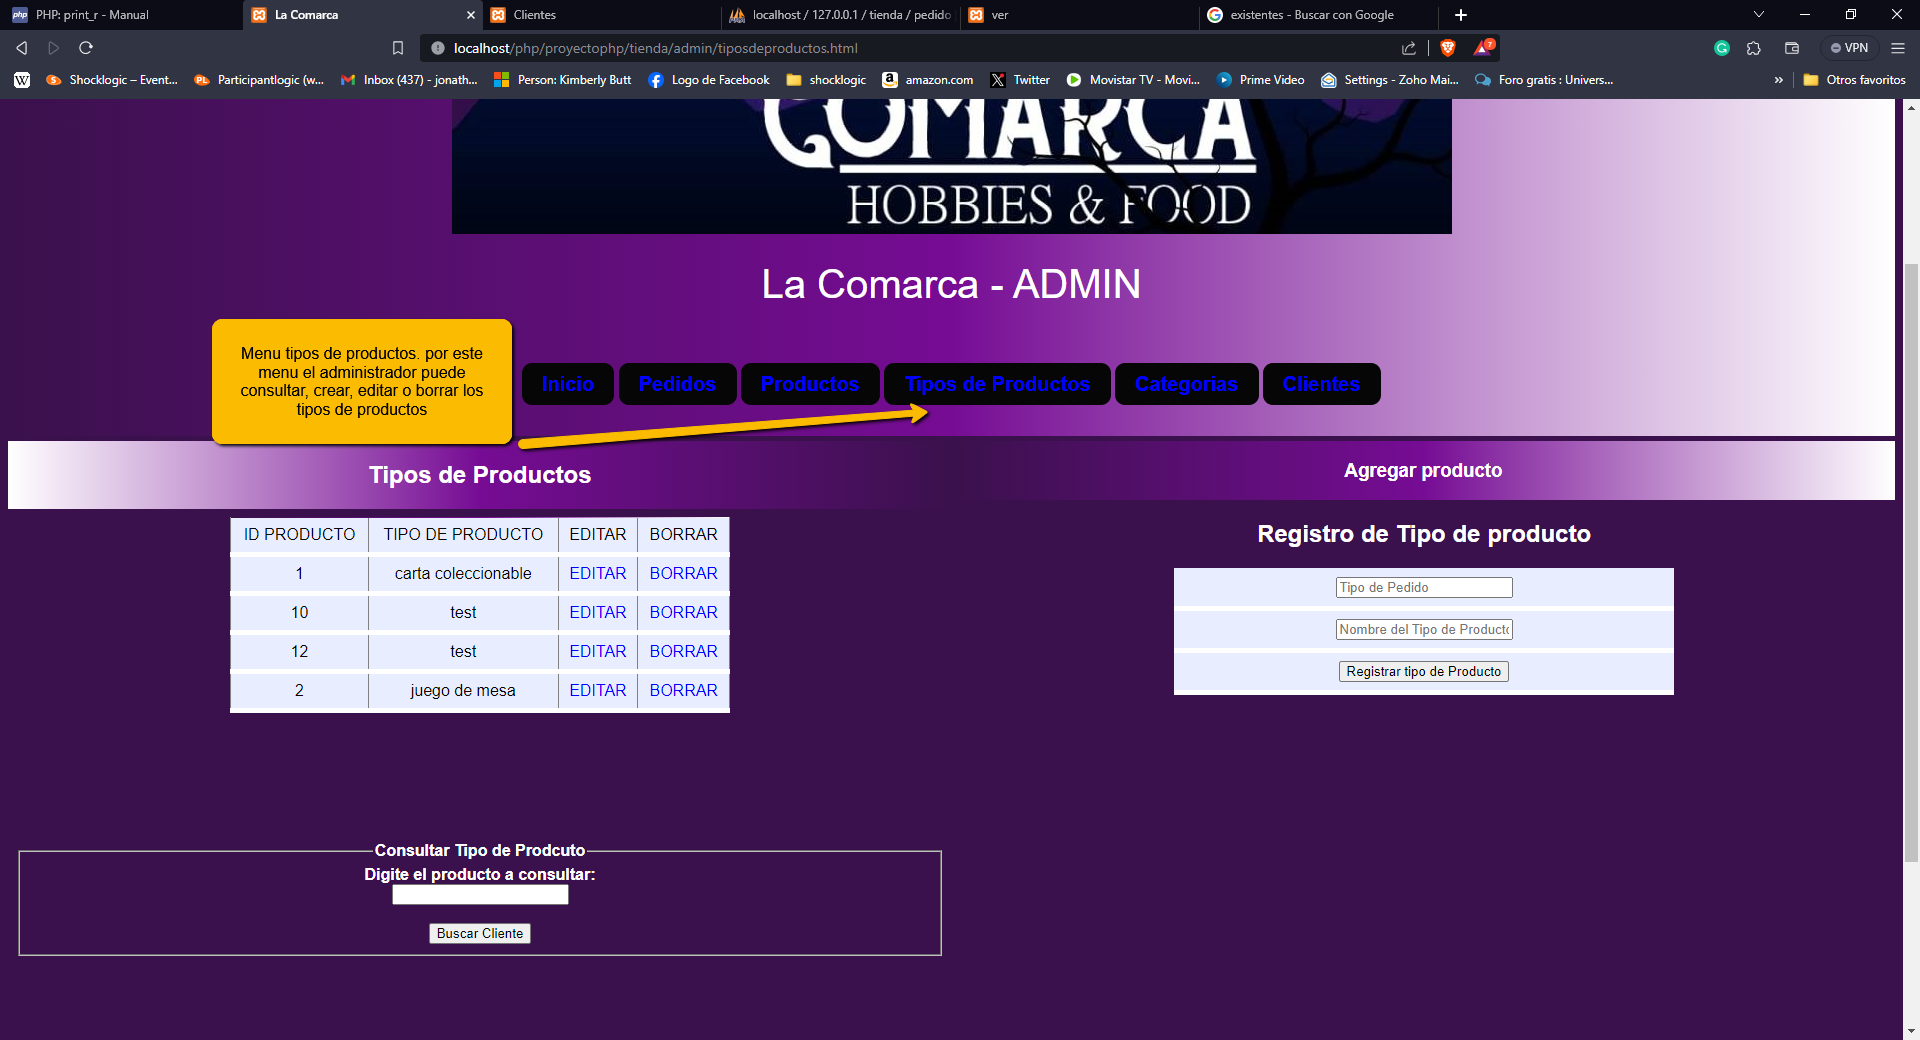 PHP: print_r - Manual
La Comarca
Clientes
localhost / 127.0.0.1 / tienda / pedido
ver
existentes - Buscar con Google
localhost/php/proyectophp/tienda/admin/tiposdeproductos.html
7
VPN
Shocklogic – Event...
Participantlogic (w...
Inbox (437) - jonath...
Person: Kimberly Butt
Logo de Facebook
shocklogic
amazon.com
Twitter
Movistar TV - Movi...
Prime Video
Settings - Zoho Mai...
Foro gratis : Univers...
»
Otros favoritos
COMARCA
HOBBIES & FOOD
La Comarca - ADMIN
Menu tipos de productos. por este
menu el administrador puede
consultar, crear, editar o borrar los
tipos de productos
Inicio
Pedidos
Productos
Tipos de Productos
Categorias
Clientes
Tipos de Productos
ID PRODUCTO TIPO DE PRODUCTO EDITAR BORRAR
1 carta coleccionable EDITAR BORRAR
10 test EDITAR BORRAR
12 test EDITAR BORRAR
2 juego de mesa EDITAR BORRAR
Agregar producto
Registro de Tipo de producto
Tipo de Pedido
Nombre del Tipo de Producto
Registrar tipo de Producto
Consultar Tipo de Prodcuto
Digite el producto a consultar:
Buscar Cliente